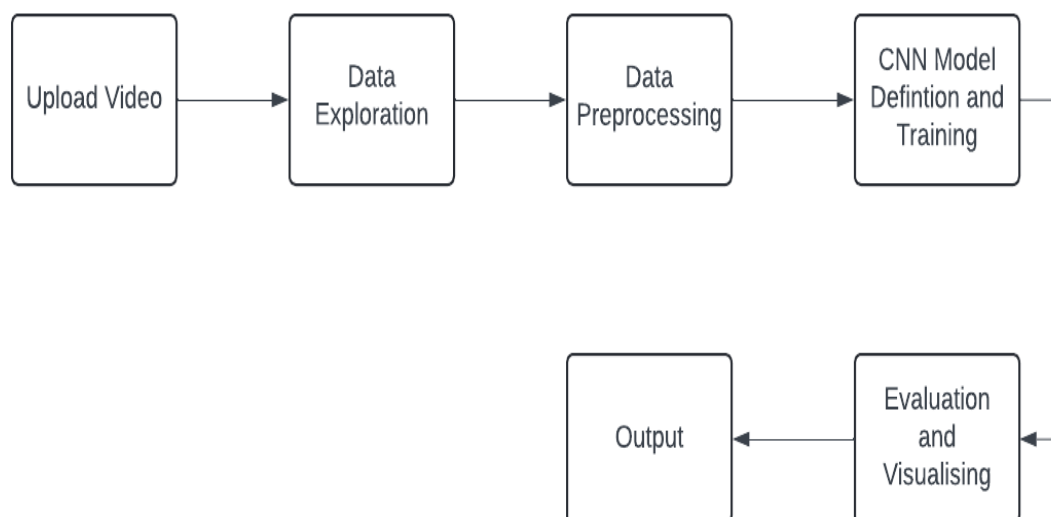 Upload Video
Data
Exploration
Data
Preprocessing
CNN Model
Defintion and
Training
Evaluation
and
Visualising
Output